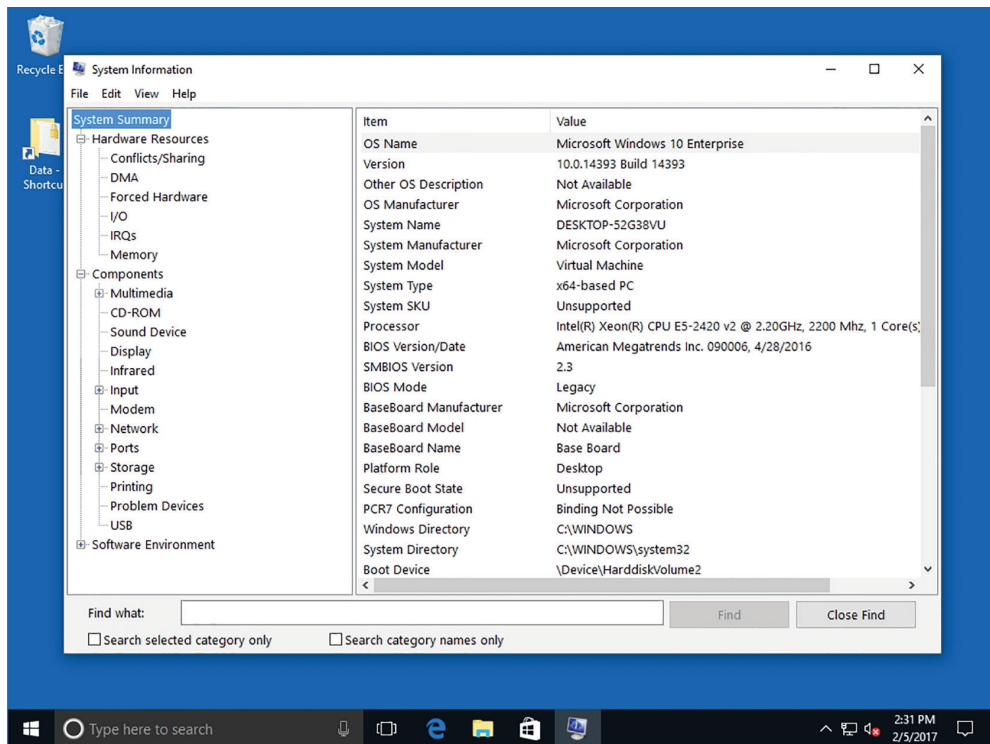 Recycle B
System Information
File Edit View Help
System Summary
Hardware Resources
Conflicts/Sharing
DMA
Forced Hardware
I/O
IRQs
Memory
Components
Multimedia
CD-ROM
Sound Device
Display
Infrared
Input
Modem
Network
Ports
Storage
Printing
Problem Devices
USB
Software Environment
Data -
Shortcu
Item Value
OS Name Microsoft Windows 10 Enterprise
Version 10.0.14393 Build 14393
Other OS Description Not Available
OS Manufacturer Microsoft Corporation
System Name DESKTOP-52G38VU
System Manufacturer Microsoft Corporation
System Model Virtual Machine
System Type x64-based PC
System SKU Unsupported
Processor Intel(R) Xeon(R) CPU E5-2420 v2 @ 2.20GHz, 2200 Mhz, 1 Core(s)
BIOS Version/Date American Megatrends Inc. 090006, 4/28/2016
SMBIOS Version 2.3
BIOS Mode Legacy
BaseBoard Manufacturer Microsoft Corporation
BaseBoard Model Not Available
BaseBoard Name Base Board
Platform Role Desktop
Secure Boot State Unsupported
PCR7 Configuration Binding Not Possible
Windows Directory C:\WINDOWS
System Directory C:\WINDOWS\system32
Boot Device \Device\HarddiskVolume2
Find what: Find Close Find
Search selected category only Search category names only
Type here to search
2:31 PM
2/5/2017